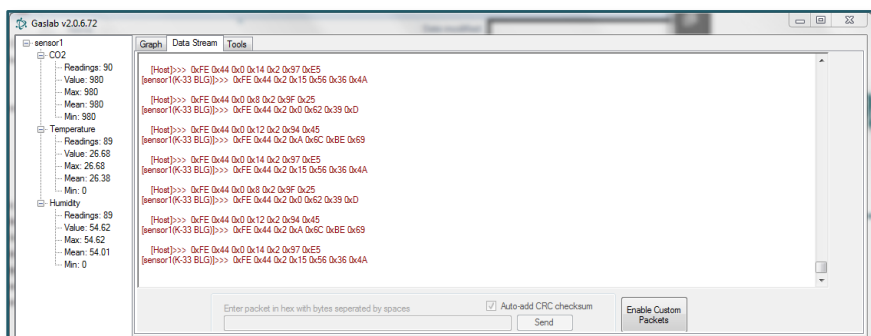 Gaslab v2.0.6.72
sensor1
CO2
Readings: 90
Value: 980
Max: 980
Mean: 980
Min: 980
Temperature
Readings: 89
Value: 26.68
Max: 26.68
Mean: 26.38
Min: 0
Humidity
Readings: 89
Value: 54.62
Max: 54.62
Mean: 54.01
Min: 0
Graph Data Stream Tools
[Host]>>> 0xFE 0x44 0x0 0x14 0x2 0x97 0xE5
[sensor1(K-33 BLG)]>>> 0xFE 0x44 0x2 0x15 0x56 0x36 0x4A
[Host]>>> 0xFE 0x44 0x0 0x8 0x2 0x9F 0x25
[sensor1(K-33 BLG)]>>> 0xFE 0x44 0x2 0x0 0x62 0x39 0xD
[Host]>>> 0xFE 0x44 0x0 0x12 0x2 0x94 0x45
[sensor1(K-33 BLG)]>>> 0xFE 0x44 0x2 0xA 0x6C 0xBE 0x69
[Host]>>> 0xFE 0x44 0x0 0x14 0x2 0x97 0xE5
[sensor1(K-33 BLG)]>>> 0xFE 0x44 0x2 0x15 0x56 0x36 0x4A
[Host]>>> 0xFE 0x44 0x0 0x8 0x2 0x9F 0x25
[sensor1(K-33 BLG)]>>> 0xFE 0x44 0x2 0x0 0x62 0x39 0xD
[Host]>>> 0xFE 0x44 0x0 0x12 0x2 0x94 0x45
[sensor1(K-33 BLG)]>>> 0xFE 0x44 0x2 0xA 0x6C 0xBE 0x69
[Host]>>> 0xFE 0x44 0x0 0x14 0x2 0x97 0xE5
[sensor1(K-33 BLG)]>>> 0xFE 0x44 0x2 0x15 0x56 0x36 0x4A
Enter packet in hex with bytes seperated by spaces
Auto-add CRC checksum
Send
Enable Custom
Packets